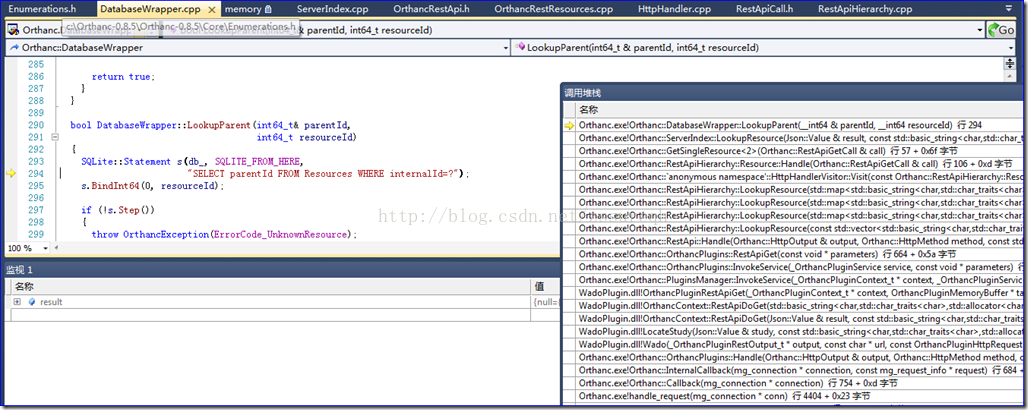 Enumerations.h DatabaseWrapper.cpp memory ServerIndex.cpp OrthancRestApi.h OrthancRestResources.cpp HttpHandler.cpp RestApiCall.h RestApiHierarchy.cpp
c:\Orthanc-0.8.5\Orthanc-0.8.5\Core\Enumerations.h
Orthanc. & parentId, int64_t resourceId) Go
Orthanc::DatabaseWrapper LookupParent(int64_t & parentId, int64_t resourceId)
285
286 return true;
287 }
288 }
289
290 bool DatabaseWrapper::LookupParent(int64_t& parentId,
291 int64_t resourceId)
292 {
293 SQLite::Statement s(db_, SQLITE_FROM_HERE,
294 "SELECT parentId FROM Resources WHERE internalId=?");
295 s.BindInt64(0, resourceId);
296
297 if (!s.Step())
298 {
299 throw OrthancException(ErrorCode_UnknownResource);
100 %
http://blog.csdn.net
监视 1
名称 值
result {null=
调用堆栈
名称
Orthanc.exe!Orthanc::DatabaseWrapper::LookupParent(__int64 & parentId, __int64 resourceId) 行 294
Orthanc.exe!Orthanc::ServerIndex::LookupResource(Json::Value & result, const std::basic_string<char,std::char_tr
Orthanc.exe!Orthanc::GetSingleResource<2>(Orthanc::RestApiGetCall & call) 行 57 + 0x6f 字节
Orthanc.exe!Orthanc::RestApiHierarchy::Resource::Handle(Orthanc::RestApiGetCall & call) 行 106 + 0xd 字节
Orthanc.exe!Orthanc::`anonymous namespace'::HttpHandlerVisitor::Visit(const Orthanc::RestApiHierarchy::Resourc
Orthanc.exe!Orthanc::RestApiHierarchy::LookupResource(std::map<std::basic_string<char,std::char_traits<char>
Orthanc.exe!Orthanc::RestApiHierarchy::LookupResource(std::map<std::basic_string<char,std::char_traits<char>
Orthanc.exe!Orthanc::RestApiHierarchy::LookupResource(std::map<std::basic_string<char,std::char_traits<char>
Orthanc.exe!Orthanc::RestApiHierarchy::LookupResource(const std::vector<std::basic_string<char,std::char_trait
Orthanc.exe!Orthanc::RestApi::Handle(Orthanc::HttpOutput & output, Orthanc::HttpMethod method, const std
Orthanc.exe!Orthanc::OrthancPlugins::RestApiGet(const void * parameters) 行 664 + 0x5a 字节
Orthanc.exe!Orthanc::OrthancPlugins::InvokeService(_OrthancPluginService service, const void * parameters) 行
Orthanc.exe!Orthanc::PluginsManager::InvokeService(_OrthancPluginContext_t * context, _OrthancPluginService
WadoPlugin.dll!OrthancPluginRestApiGet(_OrthancPluginContext_t * context, OrthancPluginMemoryBuffer * ta
WadoPlugin.dll!OrthancContext::RestApiDoGet(std::basic_string<char,std::char_traits<char>,std::allocator<char>
WadoPlugin.dll!OrthancContext::RestApiDoGet(Json::Value & result, const std::basic_string<char,std::char_traits<
WadoPlugin.dll!LocateStudy(Json::Value & study, const std::basic_string<char,std::char_traits<char>,std::allocato
WadoPlugin.dll!Wado(_OrthancPluginRestOutput_t * output, const char * url, const OrthancPluginHttpRequest
Orthanc.exe!Orthanc::OrthancPlugins::Handle(Orthanc::HttpOutput & output, Orthanc::HttpMethod method, c
Orthanc.exe!Orthanc::InternalCallback(mg_connection * connection, const mg_request_info * request) 行 684 +
Orthanc.exe!Orthanc::Callback(mg_connection * connection) 行 754 + 0xd 字节
Orthanc.exe!handle_request(mg_connection * conn) 行 4404 + 0x23 字节